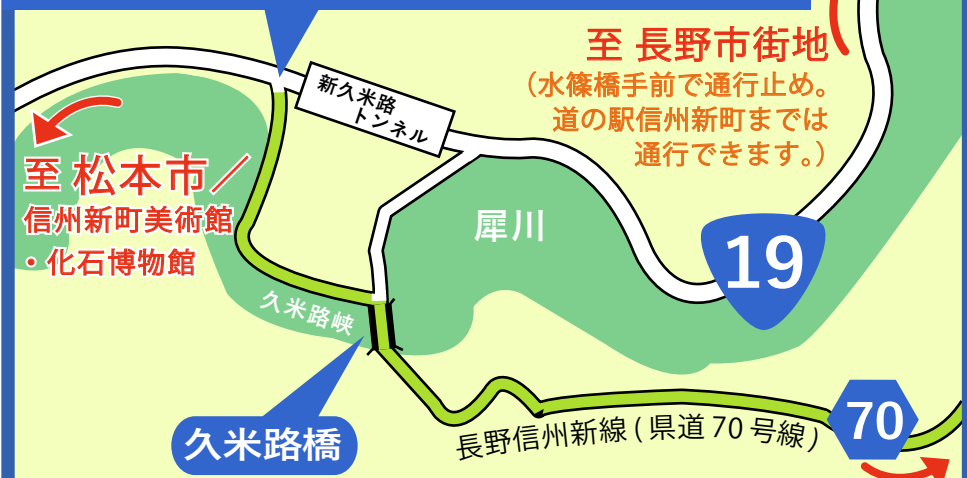 至 長野市街地
（水篠橋手前で通行止め。
道の駅信州新町までは
通行できます。）
新久米路
トンネル
至 松本市／
信州新町美術館
・化石博物館
犀川
19
久米路峡
久米路橋
長野信州新線 ( 県道 70 号線 )
70